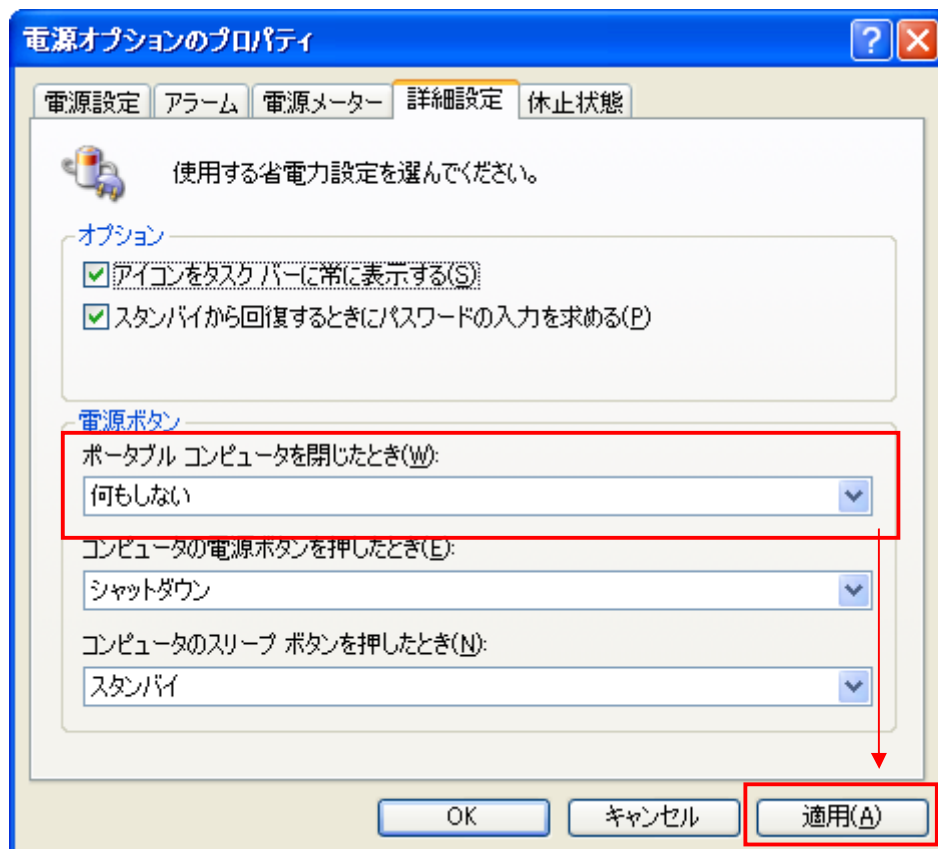 電源オプションのプロパティ
電源設定 アラーム 電源メーター 詳細設定 休止状態
使用する省電力設定を選んでください。
オプション
アイコンをタスク バーに常に表示する(S)
スタンバイから回復するときにパスワードの入力を求める(P)
電源ボタン
ポータブル コンピュータを閉じたとき(W):
何もしない
コンピュータの電源ボタンを押したとき(E):
シャットダウン
コンピュータのスリープ ボタンを押したとき(N):
スタンバイ
OK キャンセル 適用(A)